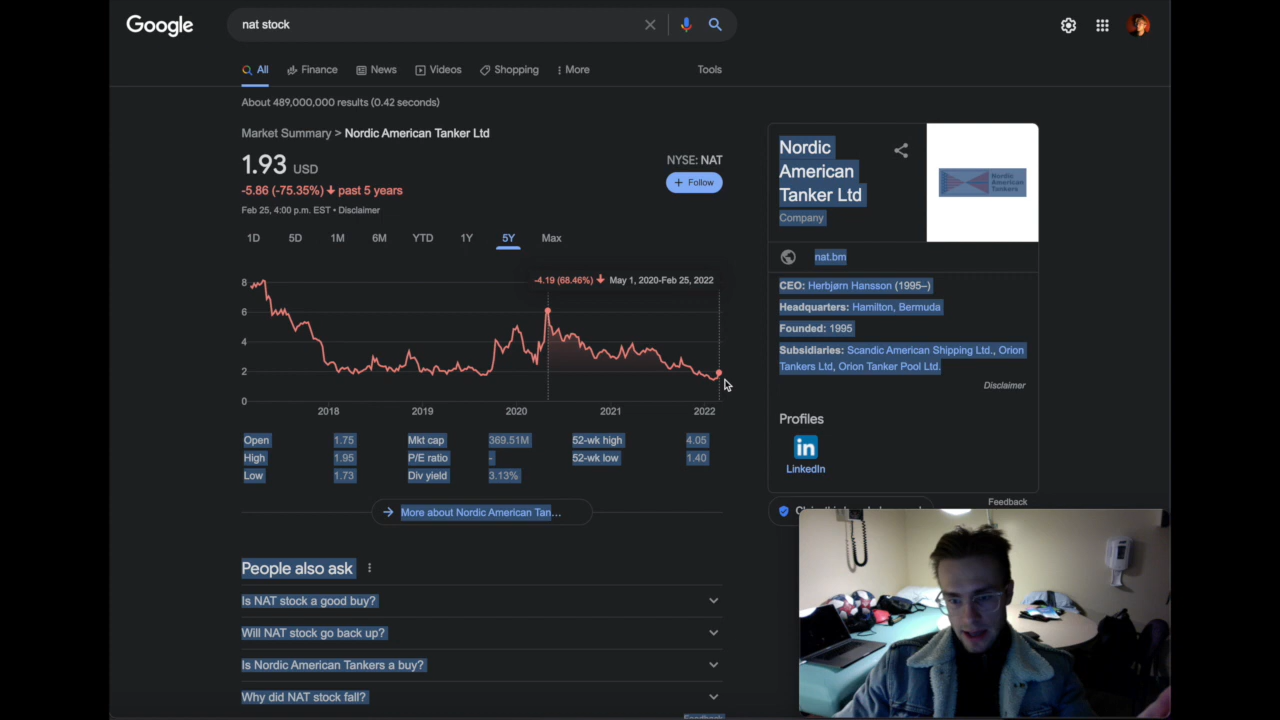 Google
nat stock
All
Finance
News
Videos
Shopping
More
Tools
About 489,000,000 results (0.42 seconds)
Market Summary > Nordic American Tanker Ltd
1.93 USD
NYSE: NAT
-5.86 (-75.35%) past 5 years
+ Follow
Feb 25, 4:00 p.m. EST • Disclaimer
1D 5D 1M 6M YTD 1Y 5Y Max
-4.19 (68.46%) May 1, 2020-Feb 25, 2022
8
6
4
2
0
2018 2019 2020 2021 2022
Open 1.75 Mkt cap 369.51M 52-wk high 4.05
High 1.95 P/E ratio - 52-wk low 1.40
Low 1.73 Div yield 3.13%
More about Nordic American Tan...
People also ask
Is NAT stock a good buy?
Will NAT stock go back up?
Is Nordic American Tankers a buy?
Why did NAT stock fall?
Feedback
Nordic
American
Tanker Ltd
Company
Nordic
American
Tankers
nat.bm
CEO: Herbjørn Hansson (1995–)
Headquarters: Hamilton, Bermuda
Founded: 1995
Subsidiaries: Scandic American Shipping Ltd., Orion
Tankers Ltd, Orion Tanker Pool Ltd.
Disclaimer
Profiles
in
LinkedIn
Feedback